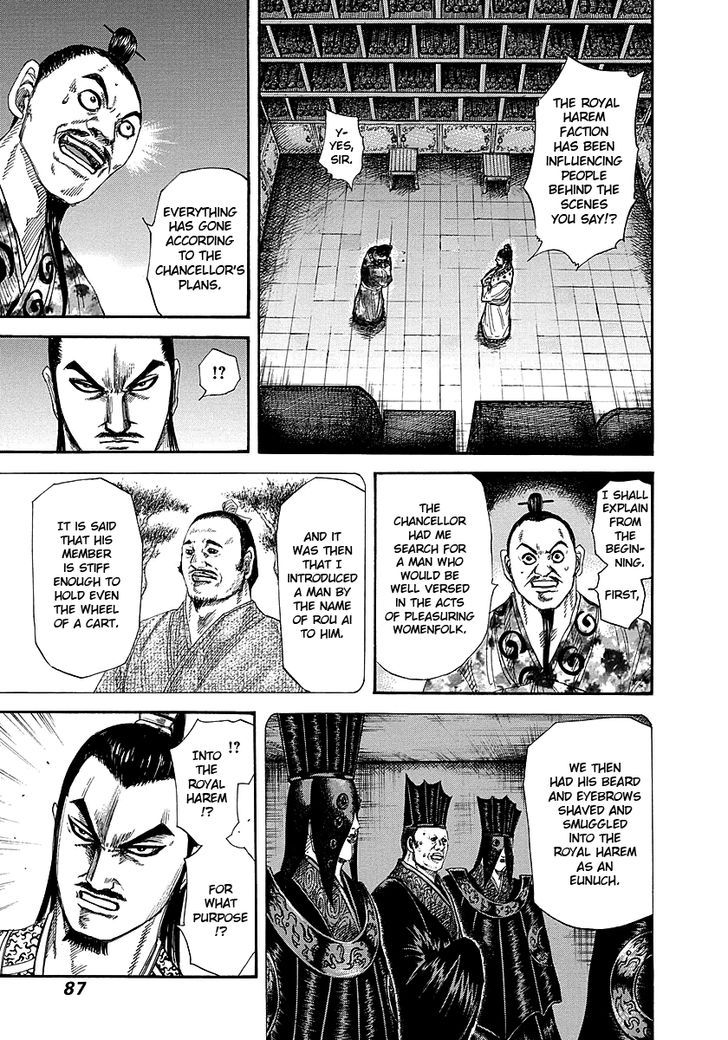 THE ROYAL
HAREM
FACTION
HAS BEEN
INFLUENCING
PEOPLE
BEHIND
THE
SCENES
YOU SAY!?
Y-
YES,
SIR.
EVERYTHING
HAS GONE
ACCORDING
TO THE
CHANCELLOR'S
PLANS.
!?
I SHALL
EXPLAIN
FROM
THE
BEGIN-
NING.
FIRST,
THE
CHANCELLOR
HAD ME
SEARCH FOR
A MAN WHO
WOULD BE
WELL VERSED
IN THE ACTS
OF PLEASURING
WOMENFOLK.
AND IT
WAS THEN
THAT I
INTRODUCED
A MAN BY
THE NAME
OF ROU AI
TO HIM.
IT IS SAID
THAT HIS
MEMBER
IS STIFF
ENOUGH TO
HOLD EVEN
THE WHEEL
OF A CART.
WE THEN
HAD HIS BEARD
AND EYEBROWS
SHAVED AND
SMUGGLED
INTO THE
ROYAL HAREM
AS AN
EUNUCH.
!?
INTO
THE
ROYAL
HAREM
!?
FOR
WHAT
PURPOSE
!?
87